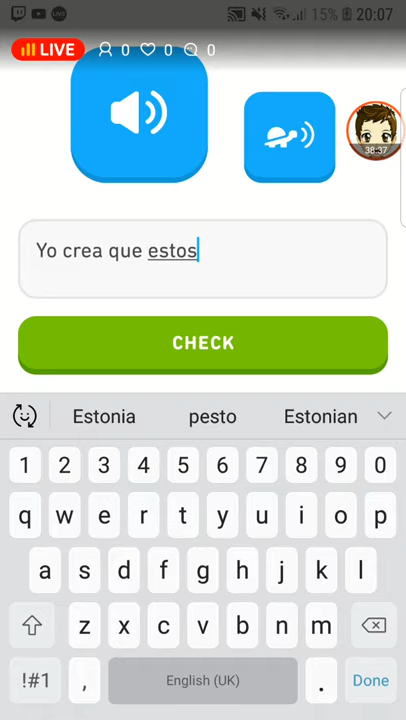 LIVE 15% 20:07
LIVE 0 0 0
38:37
Yo crea que estos
CHECK
Estonia pesto Estonian
1 2 3 4 5 6 7 8 9 0
q w e r t y u i o p
a s d f g h j k l
z x c v b n m
!#1 , English (UK) . Done